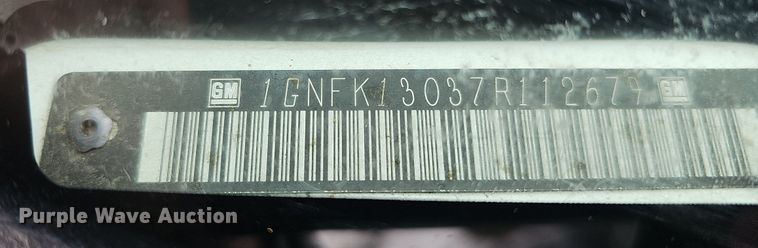 GM 1GNFK13037R112679 GM
Purple Wave Auction